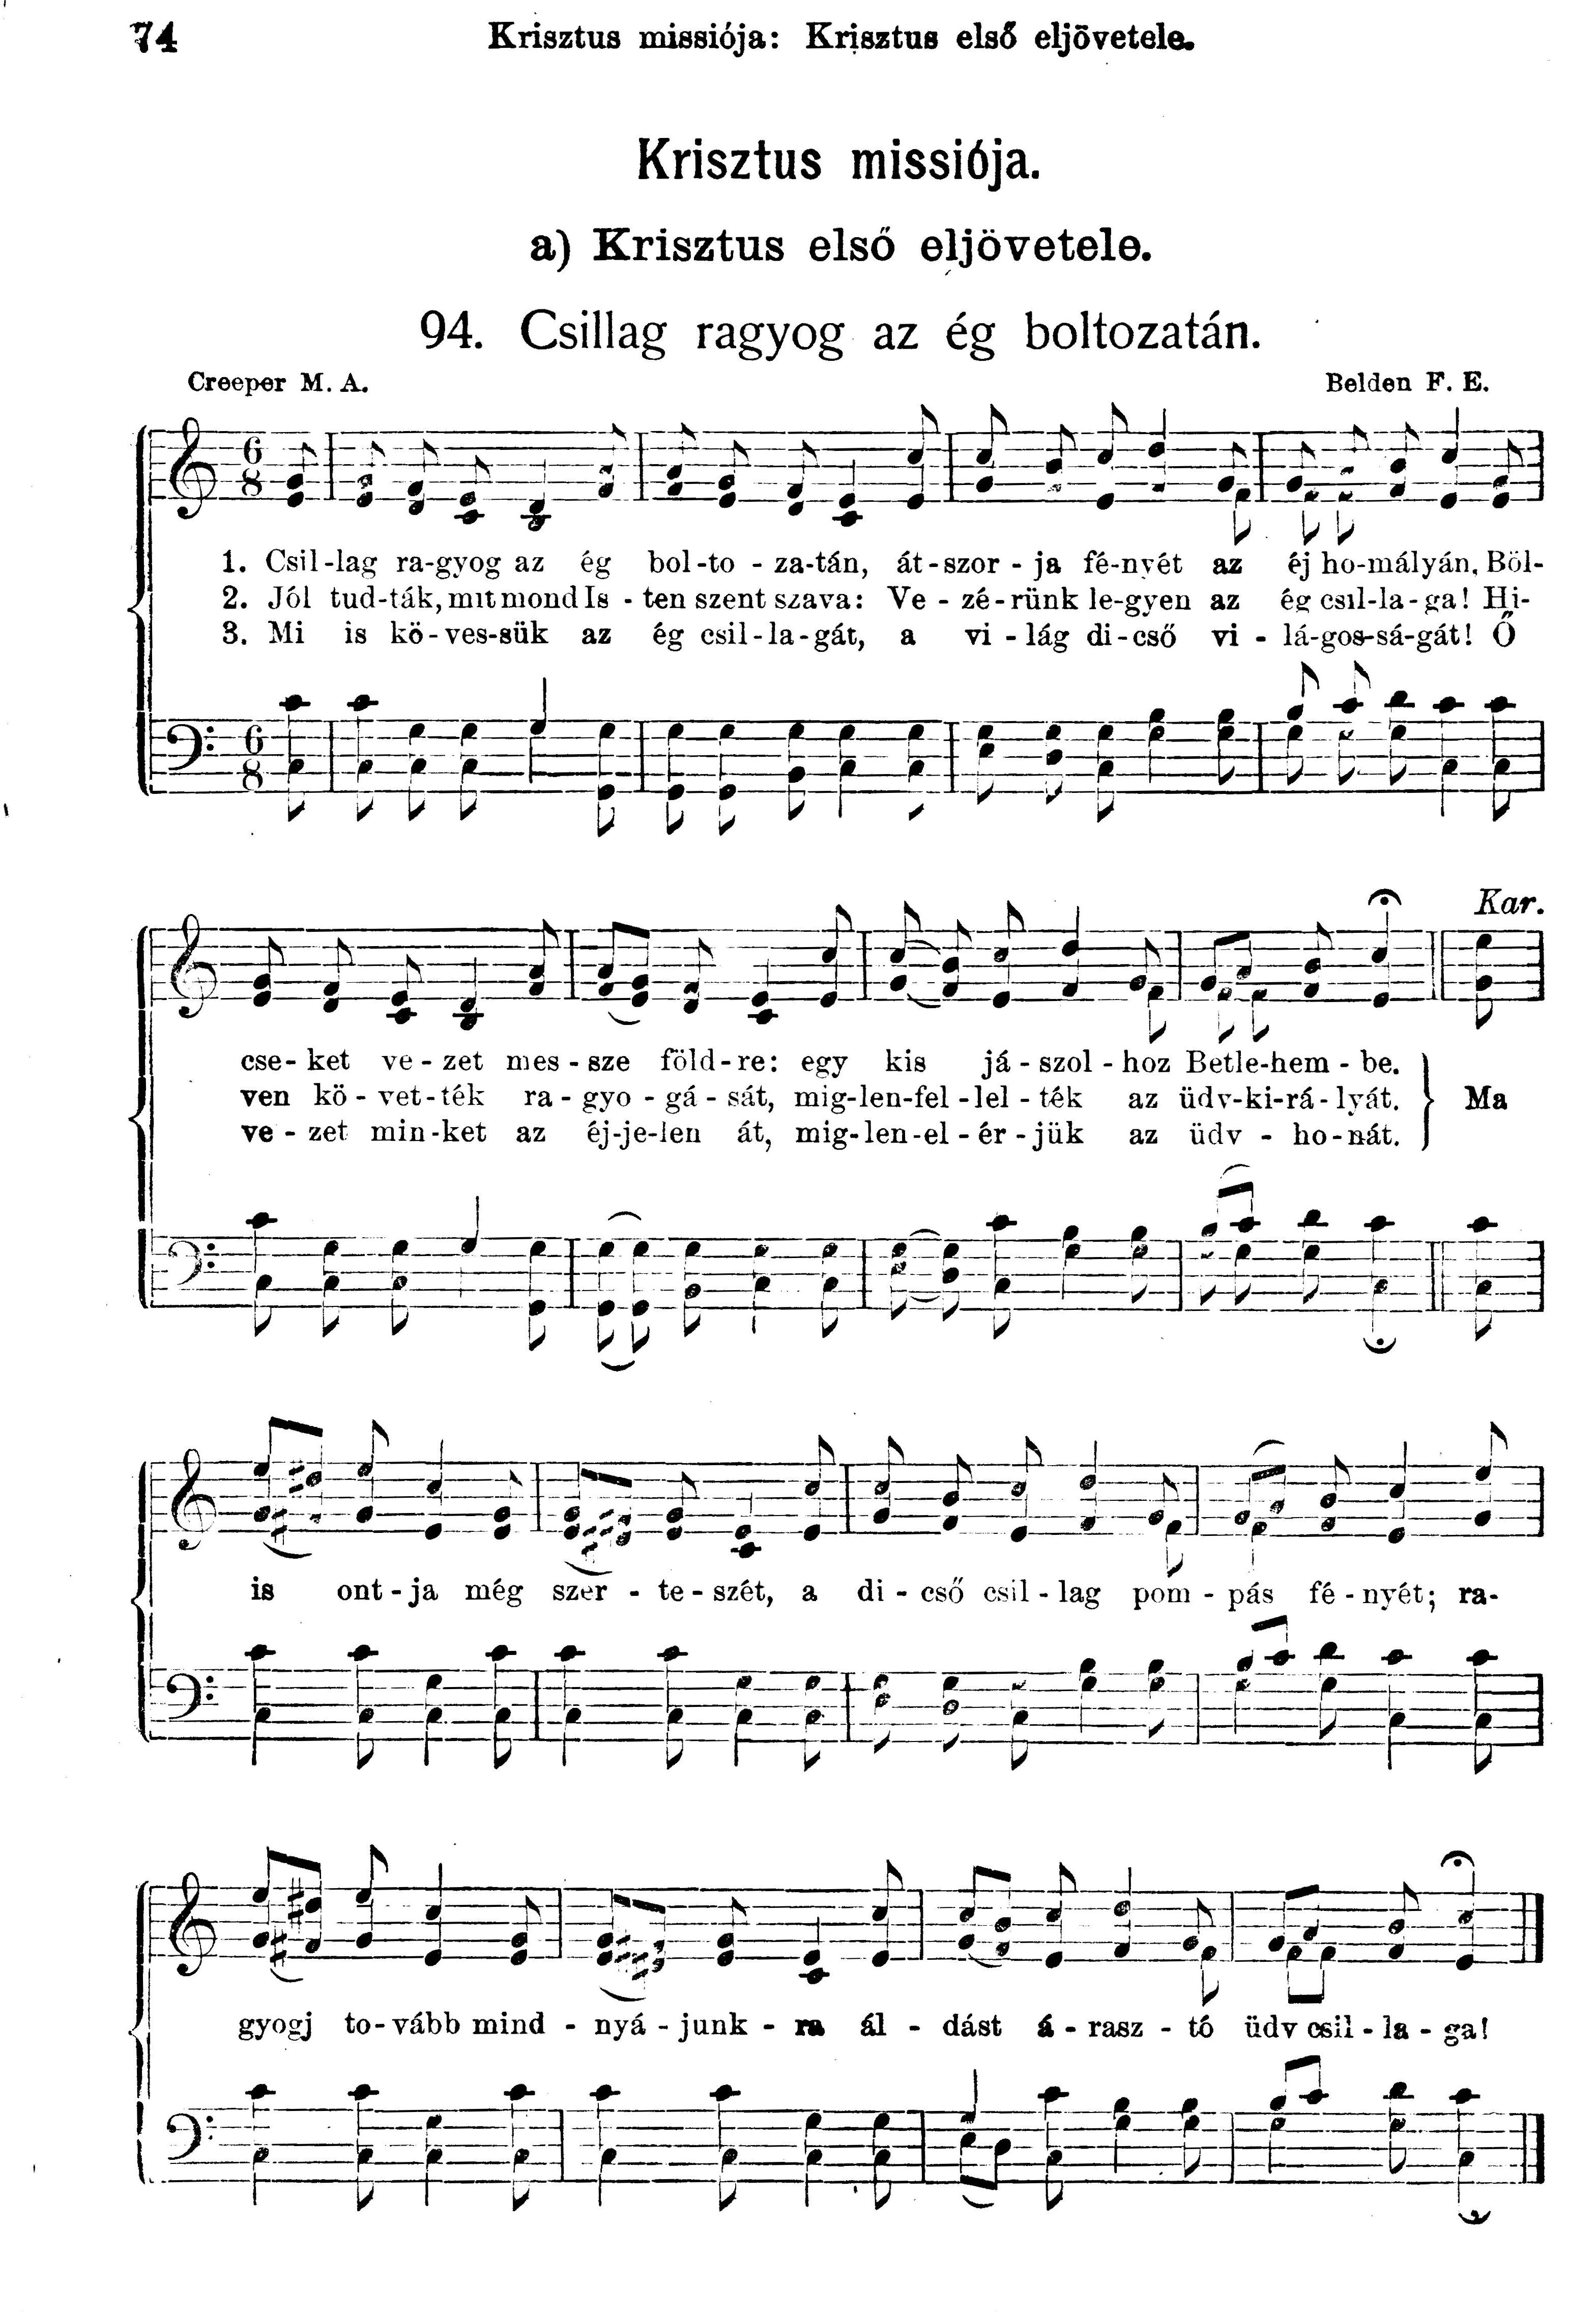 74 Krisztus missiója: Krisztus első eljövetele.
Krisztus missiója.
a) Krisztus első eljövetele.
94. Csillag ragyog az ég boltozatán.
Creeper M. A. Belden F. E.
1. Csil-lag ra-gyog az ég bol-to-za-tán, át-szor-ja fé-nyét az éj ho-mályán, Böl-
2. Jól tud-ták, mit mond Is-ten szent szava: Ve-zé-rünk le-gyen az ég csil-la-ga! Hi-
3. Mi is kö-ves-sük az ég csil-la-gát, a vi-lág di-cső vi-lá-gos-sá-gát! Ő
Kar.
cse-ket ve-zet mes-sze föld-re: egy kis já-szol-hoz Betle-hem-be.
ven kö-vet-ték ra-gyo-gá-sát, mig-len-fel-lel-ték az üdv-ki-rá-lyát. Ma
ve-zet min-ket az éj-je-len át, mig-len-el-ér-jük az üdv-ho-nát.
is ont-ja még szer-te-szét, a di-cső csil-lag pom-pás fé-nyét; ra-
gyogj to-vább mind-nyá-junk-ra ál-dást á-rasz-tó üdv csil-la-ga!